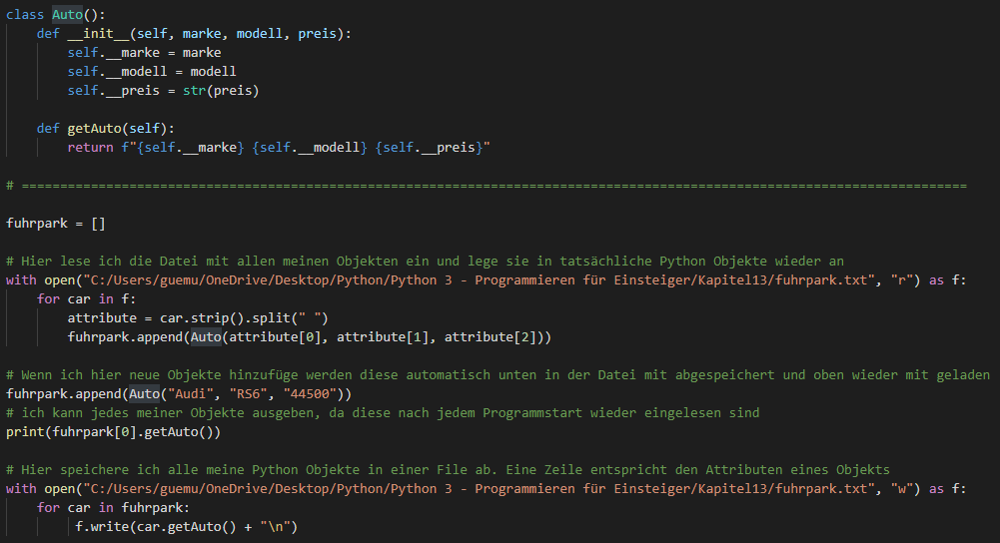 class Auto():
    def __init__(self, marke, modell, preis):
        self.__marke = marke
        self.__modell = modell
        self.__preis = str(preis)
    def getAuto(self):
        return f"{self.__marke} {self.__modell} {self.__preis}"
# ========================================================================================================================
fuhrpark = []
# Hier lese ich die Datei mit allen meinen Objekten ein und lege sie in tatsächliche Python Objekte wieder an
with open("C:/Users/guemu/OneDrive/Desktop/Python/Python 3 - Programmieren für Einsteiger/Kapitel13/fuhrpark.txt", "r") as f:
    for car in f:
        attribute = car.strip().split(" ")
        fuhrpark.append(Auto(attribute[0], attribute[1], attribute[2]))
# Wenn ich hier neue Objekte hinzufüge werden diese automatisch unten in der Datei mit abgespeichert und oben wieder mit geladen
fuhrpark.append(Auto("Audi", "RS6", "44500"))
# ich kann jedes meiner Objekte ausgeben, da diese nach jedem Programmstart wieder eingelesen sind
print(fuhrpark[0].getAuto())
# Hier speichere ich alle meine Python Objekte in einer File ab. Eine Zeile entspricht den Attributen eines Objekts
with open("C:/Users/guemu/OneDrive/Desktop/Python/Python 3 - Programmieren für Einsteiger/Kapitel13/fuhrpark.txt", "w") as f:
    for car in fuhrpark:
         f.write(car.getAuto() + "\n")